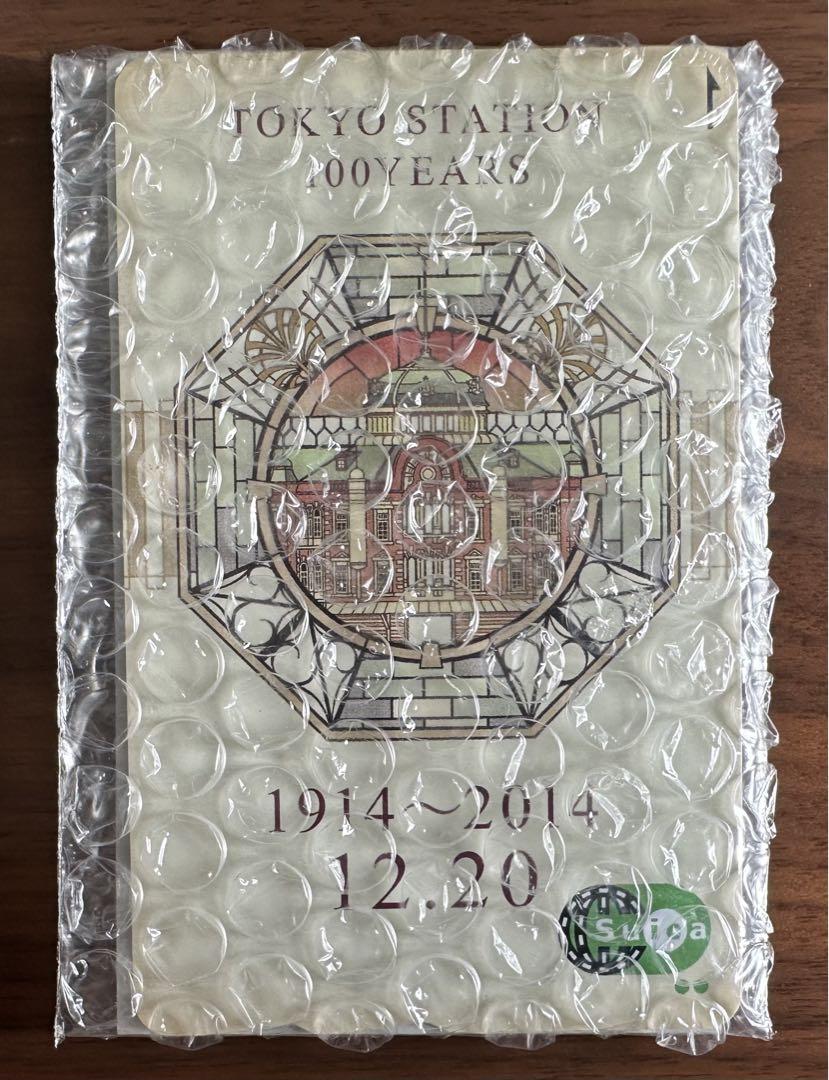 TOKYO STATION
100YEARS
1914～2014
12.20
Suica